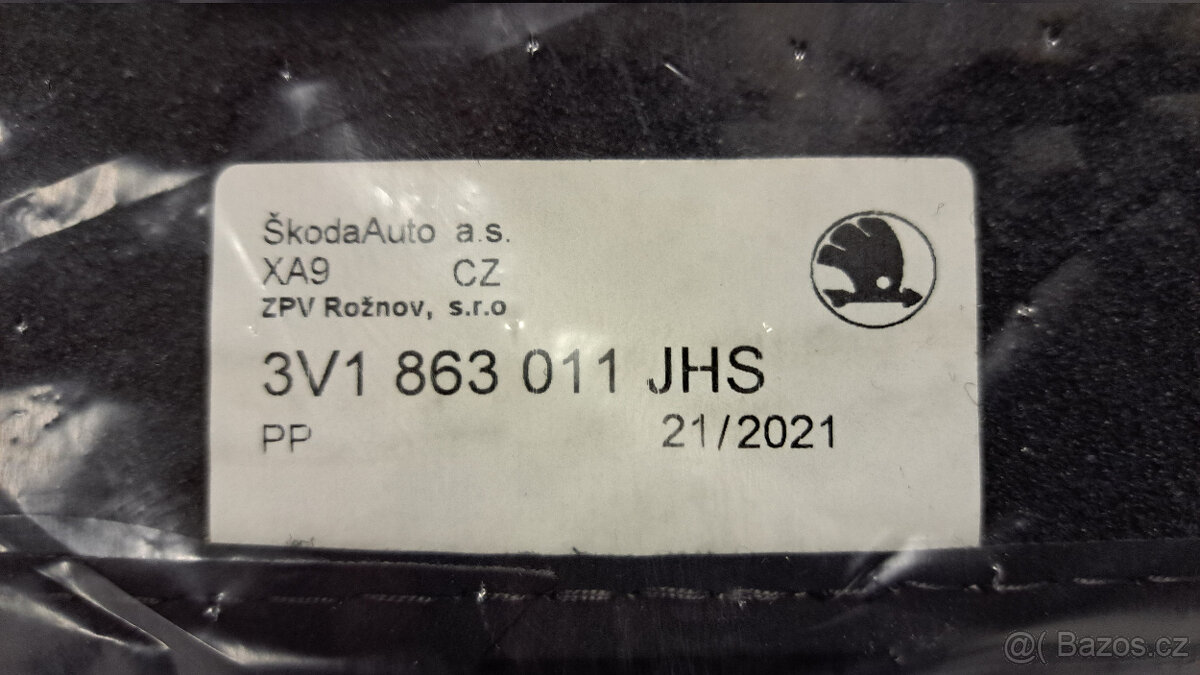 ŠkodaAuto a.s.
XA9 CZ
ZPV Rožnov, s.r.o
3V1 863 011 JHS
PP 21/2021
@( Bazos.cz